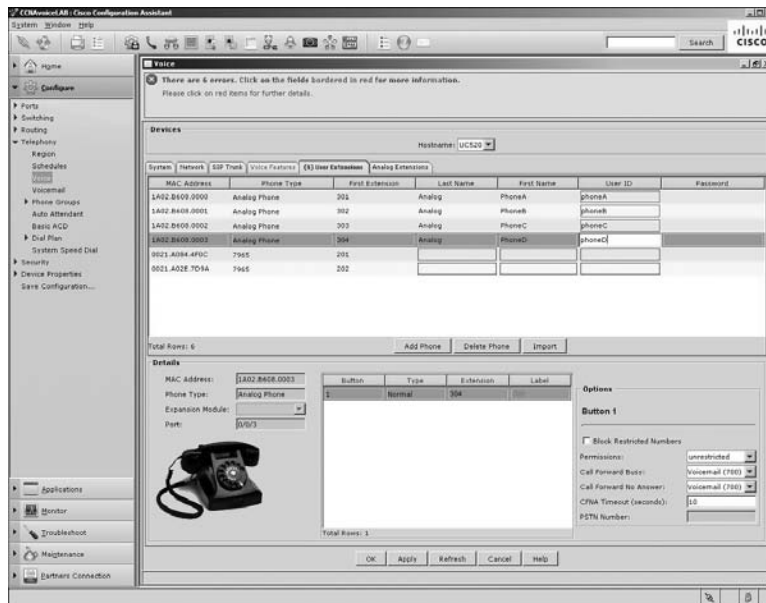 CCNAvoiceLAB : Cisco Configuration Assistant
System Window Help
Search
CISCO
Home
Configure
Ports
Switching
Routing
Telephony
Region
Schedules
Voicemail
Phone Groups
Auto Attendant
Basic ACD
Dial Plan
System Speed Dial
Security
Device Properties
Save Configuration...
Applications
Monitor
Troubleshoot
Maintenance
Partners Connection
Voice
There are 6 errors. Click on the fields bordered in red for more information.
Please click on red items for further details.
Devices
Hostname: UC520
System Network SIP Trunk Voice Features (6) User Extensions Analog Extensions
MAC Address Phone Type First Extension Last Name First Name User ID Password
1A02.B608.0000 Analog Phone 301 Analog PhoneA phoneA
1A02.B608.0001 Analog Phone 302 Analog PhoneB phoneB
1A02.B608.0002 Analog Phone 303 Analog PhoneC phoneC
1A02.B608.0003 Analog Phone 304 Analog PhoneD phoneD
0021.A084.4F0C 7965 201
0021.A02E.7D9A 7965 202
Total Rows: 6
Add Phone Delete Phone Import
Details
MAC Address: 1A02.B608.0003
Phone Type: Analog Phone
Expansion Module:
Port: 0/0/3
Button Type Extension Label
1 Normal 304
Total Rows: 1
Options
Button 1
Block Restricted Numbers
Permissions: unrestricted
Call Forward Busy: Voicemail (700)
Call Forward No Answer: Voicemail (700)
CFNA Timeout (seconds): 10
PSTN Number:
OK Apply Refresh Cancel Help